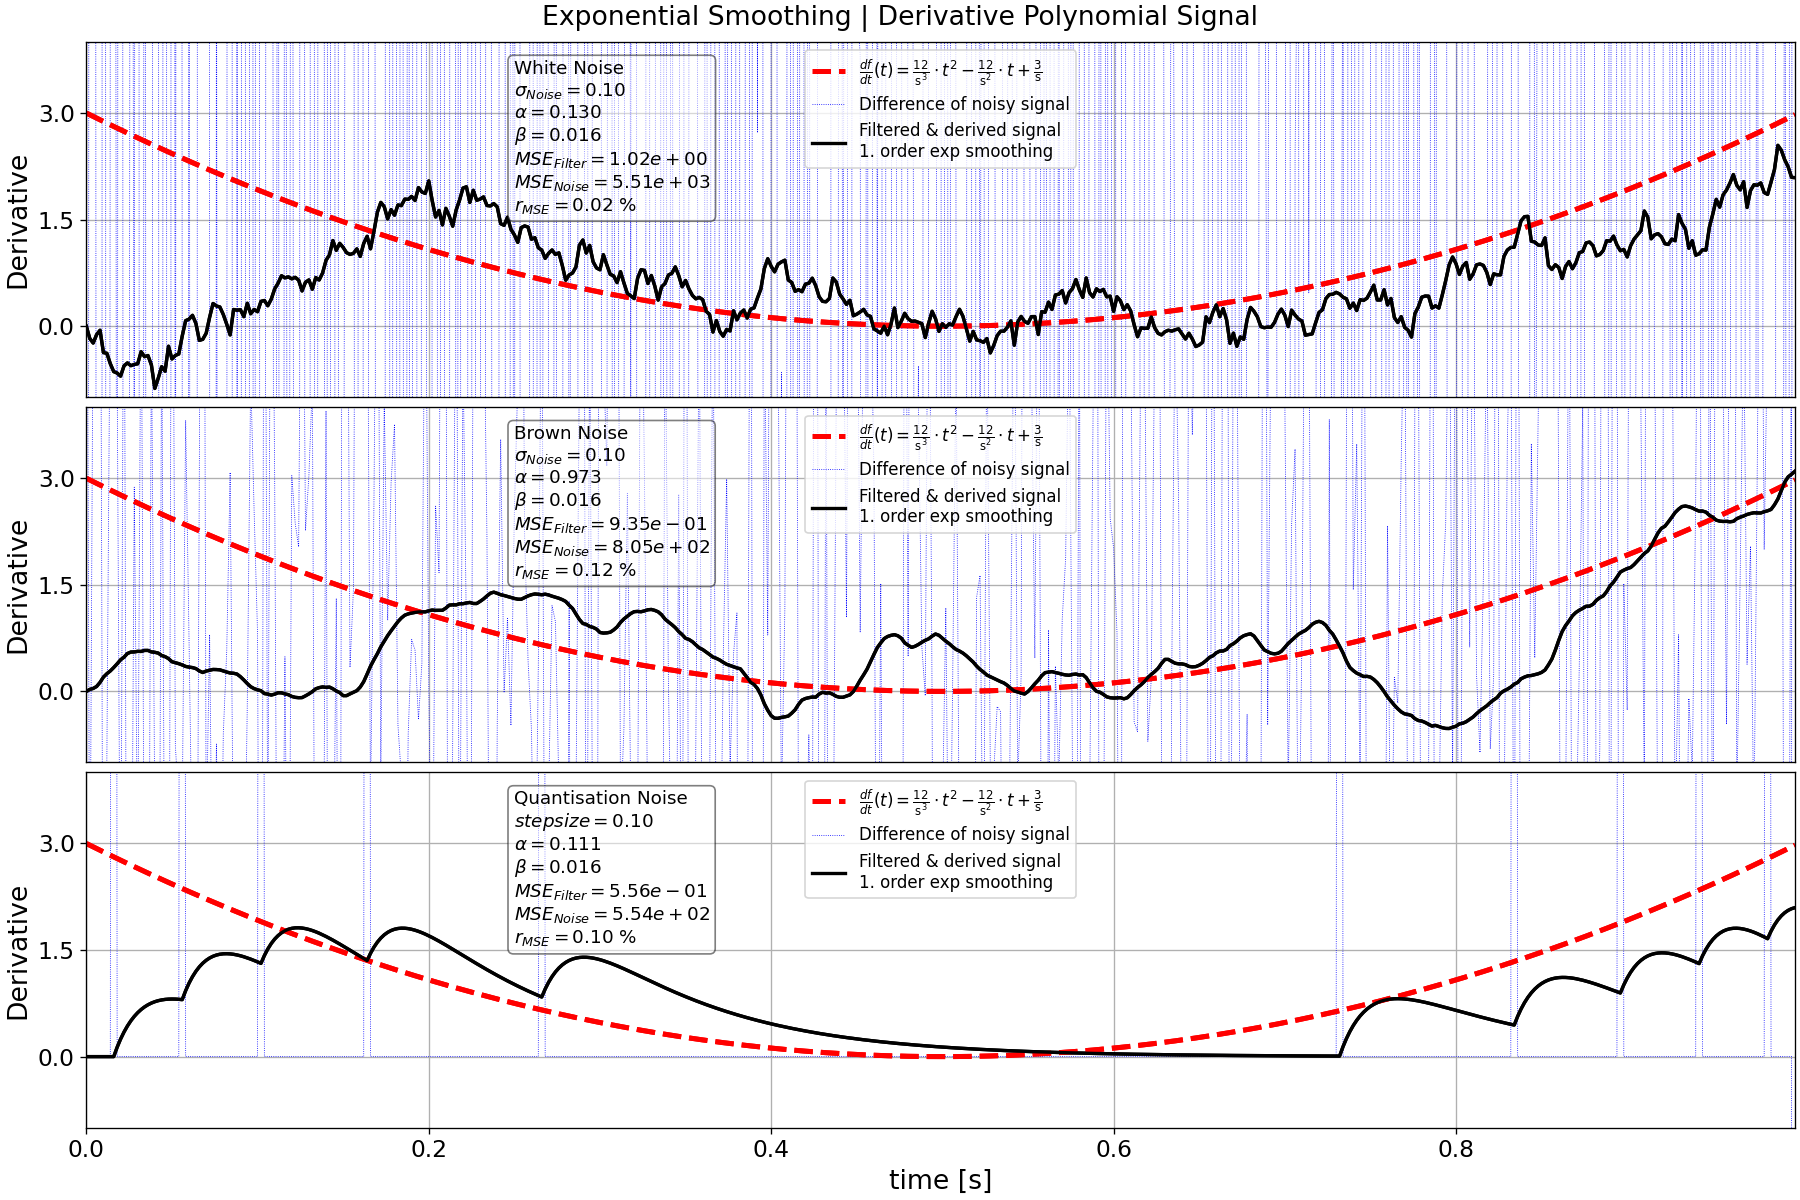 Exponential Smoothing | Derivative Polynomial Signal
Derivative
3.0
1.5
0.0
White Noise
σ_Noise = 0.10
α = 0.130
β = 0.016
MSE_Filter = 1.02e + 00
MSE_Noise = 5.51e + 03
r_MSE = 0.02 %
df/dt (t) = 12/s³ · t² − 12/s² · t + 3/s
Difference of noisy signal
Filtered & derived signal
1. order exp smoothing
Derivative
3.0
1.5
0.0
Brown Noise
σ_Noise = 0.10
α = 0.973
β = 0.016
MSE_Filter = 9.35e − 01
MSE_Noise = 8.05e + 02
r_MSE = 0.12 %
df/dt (t) = 12/s³ · t² − 12/s² · t + 3/s
Difference of noisy signal
Filtered & derived signal
1. order exp smoothing
Derivative
3.0
1.5
0.0
Quantisation Noise
stepsize = 0.10
α = 0.111
β = 0.016
MSE_Filter = 5.56e − 01
MSE_Noise = 5.54e + 02
r_MSE = 0.10 %
df/dt (t) = 12/s³ · t² − 12/s² · t + 3/s
Difference of noisy signal
Filtered & derived signal
1. order exp smoothing
0.0 0.2 0.4 0.6 0.8
time [s]